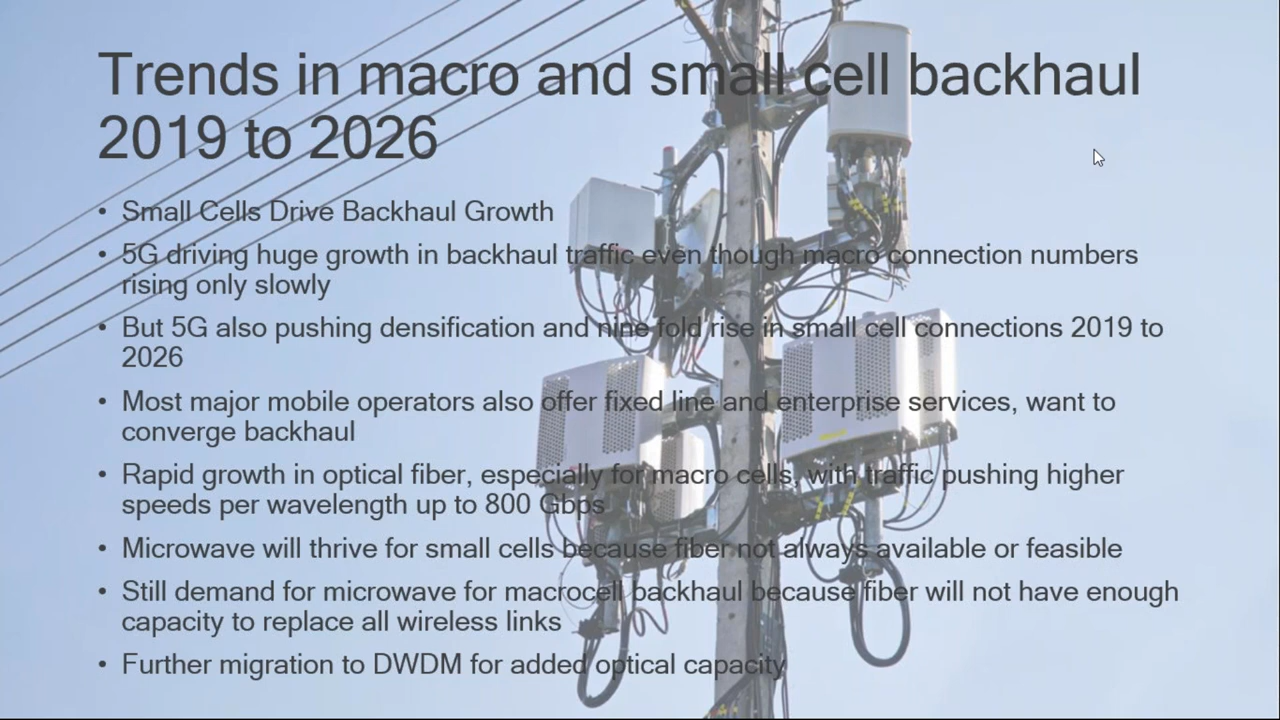 Trends in macro and small cell backhaul
2019 to 2026
• Small Cells Drive Backhaul Growth
• 5G driving huge growth in backhaul traffic even though macro connection numbers
rising only slowly
• But 5G also pushing densification and nine fold rise in small cell connections 2019 to
2026
• Most major mobile operators also offer fixed line and enterprise services, want to
converge backhaul
• Rapid growth in optical fiber, especially for macro cells, with traffic pushing higher
speeds per wavelength up to 800 Gbps
• Microwave will thrive for small cells because fiber not always available or feasible
• Still demand for microwave for macrocell backhaul because fiber will not have enough
capacity to replace all wireless links
• Further migration to DWDM for added optical capacity